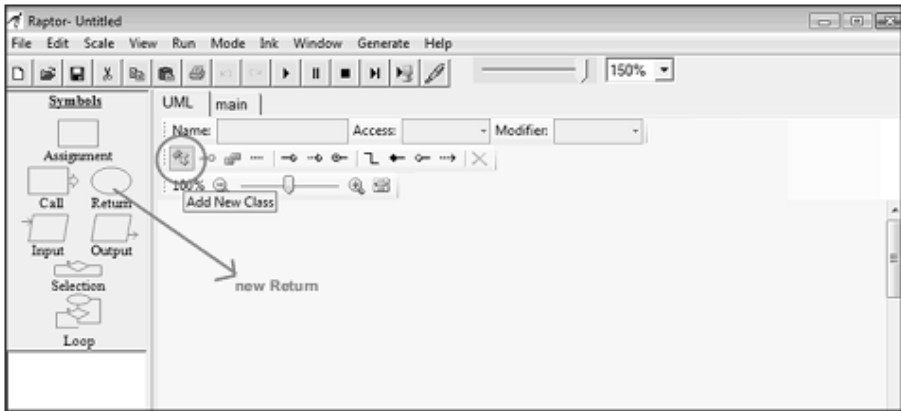 Raptor- Untitled
File Edit Scale View Run Mode Ink Window Generate Help
150%
Symbols
UML main
Name: Access: Modifier:
Assignment
100%
Add New Class
Call Return
Input Output
new Return
Selection
Loop